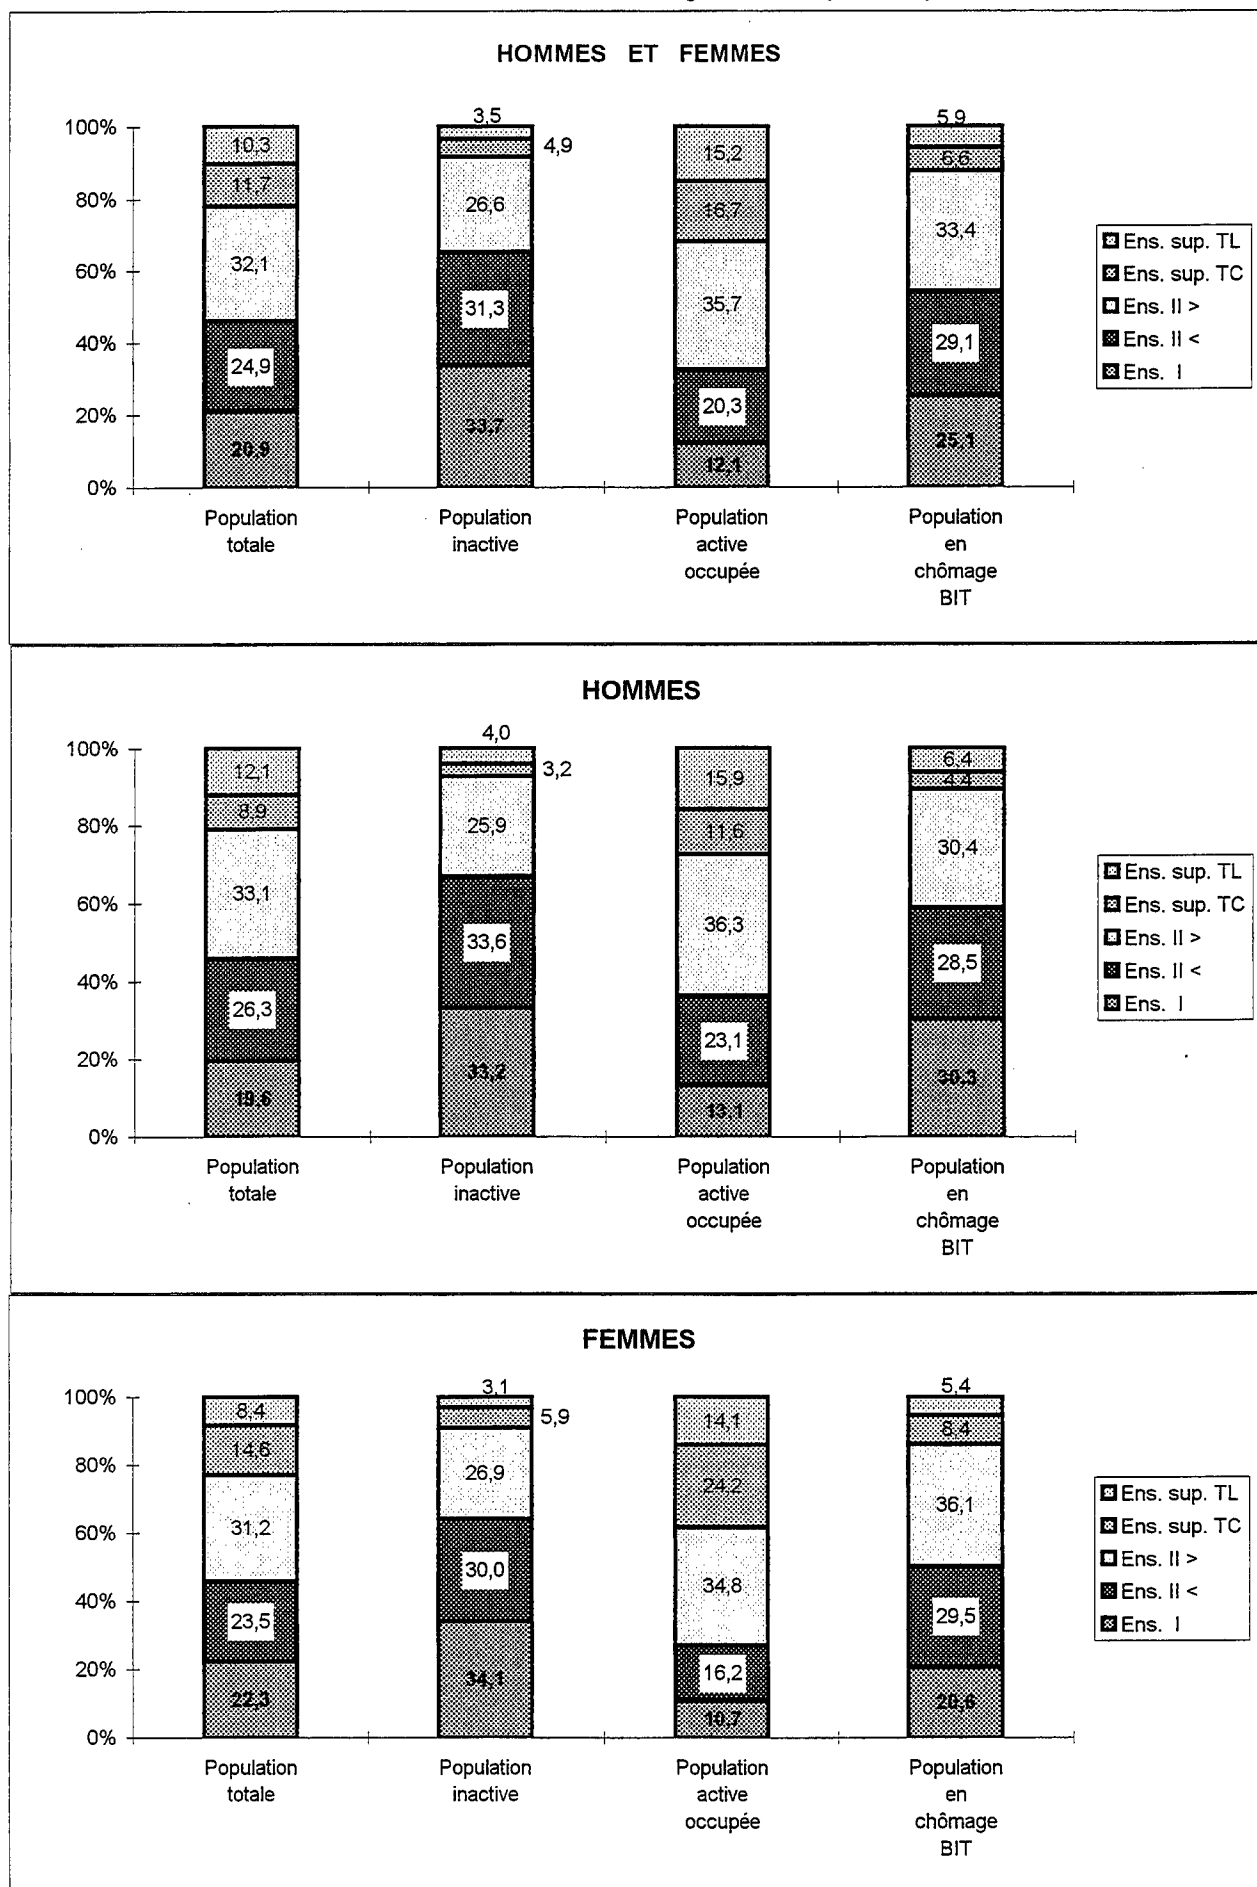 HOMMES ET FEMMES
3,5
5,9
100%
10,3
4,9
15,2
6,6
11,7
80%
26,6
16,7
33,4
32,1
60%
31,3
35,7
29,1
40%
24,9
20,3
20%
20,9
33,7
12,1
25,1
0%
Ens. sup. TL
Ens. sup. TC
Ens. II >
Ens. II <
Ens. I
Population totale
Population inactive
Population active occupée
Population en chômage BIT
HOMMES
4,0
100%
12,1
3,2
15,9
6,4
4,4
8,9
80%
25,9
11,6
30,4
33,1
60%
33,6
36,3
28,5
40%
26,3
23,1
20%
19,6
33,2
13,1
30,3
0%
Ens. sup. TL
Ens. sup. TC
Ens. II >
Ens. II <
Ens. I
Population totale
Population inactive
Population active occupée
Population en chômage BIT
FEMMES
3,1
5,4
100%
8,4
5,9
14,1
8,4
14,6
80%
26,9
24,2
36,1
31,2
60%
30,0
34,8
29,5
40%
23,5
16,2
20%
22,3
34,1
10,7
20,6
0%
Ens. sup. TL
Ens. sup. TC
Ens. II >
Ens. II <
Ens. I
Population totale
Population inactive
Population active occupée
Population en chômage BIT